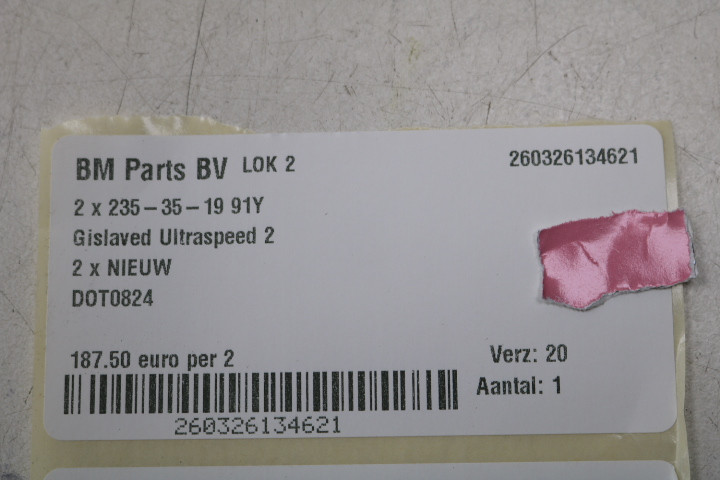 BM Parts BV LOK 2 260326134621
2 x 235-35-19 91Y
Gislaved Ultraspeed 2
2 x NIEUW
DOT0824
187.50 euro per 2 Verz: 20
Aantal: 1
260326134621